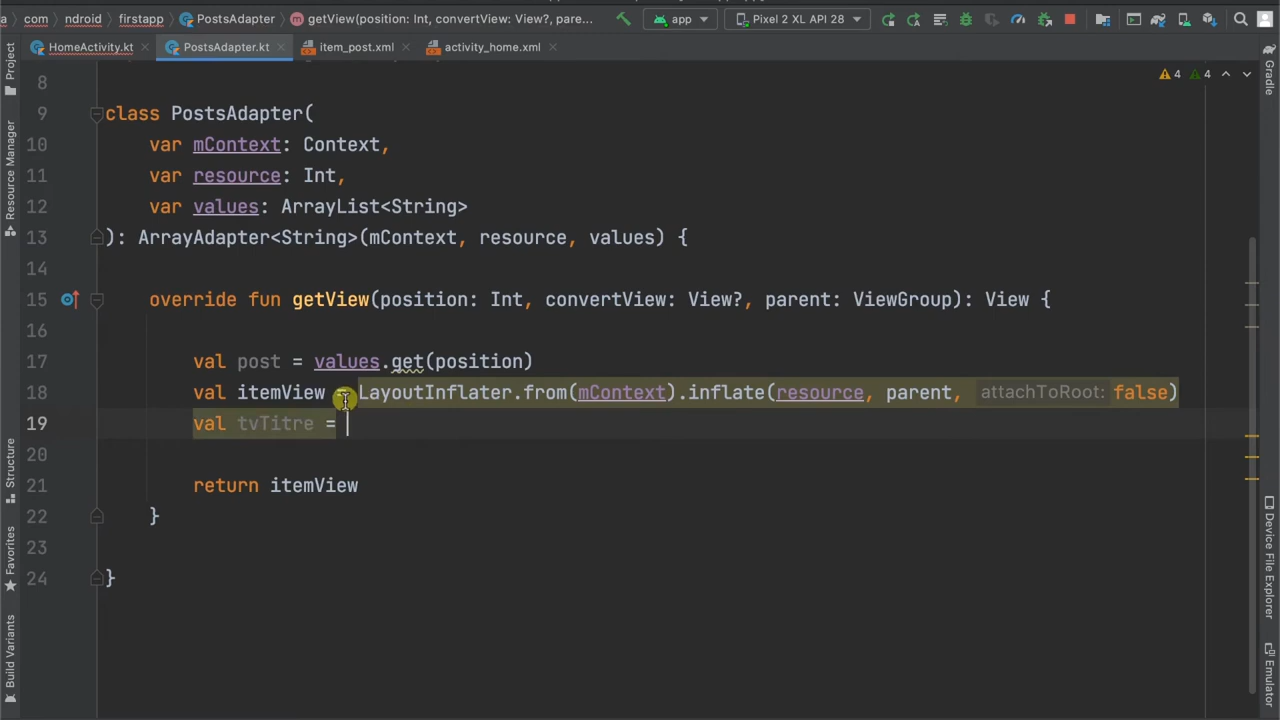 com ndroid firstapp PostsAdapter getView(position: Int, convertView: View?, pare... app Pixel 2 XL API 28
HomeActivity.kt PostsAdapter.kt item_post.xml activity_home.xml
4 4
8
9 class PostsAdapter(
10 var mContext: Context,
11 var resource: Int,
12 var values: ArrayList<String>
13 ): ArrayAdapter<String>(mContext, resource, values) {
14
15 override fun getView(position: Int, convertView: View?, parent: ViewGroup): View {
16
17 val post = values.get(position)
18 val itemView = LayoutInflater.from(mContext).inflate(resource, parent, attachToRoot: false)
19 val tvTitre =
20
21 return itemView
22 }
23
24 }
Project
Resource Manager
Structure
Favorites
Build Variants
Gradle
Device File Explorer
Emulator